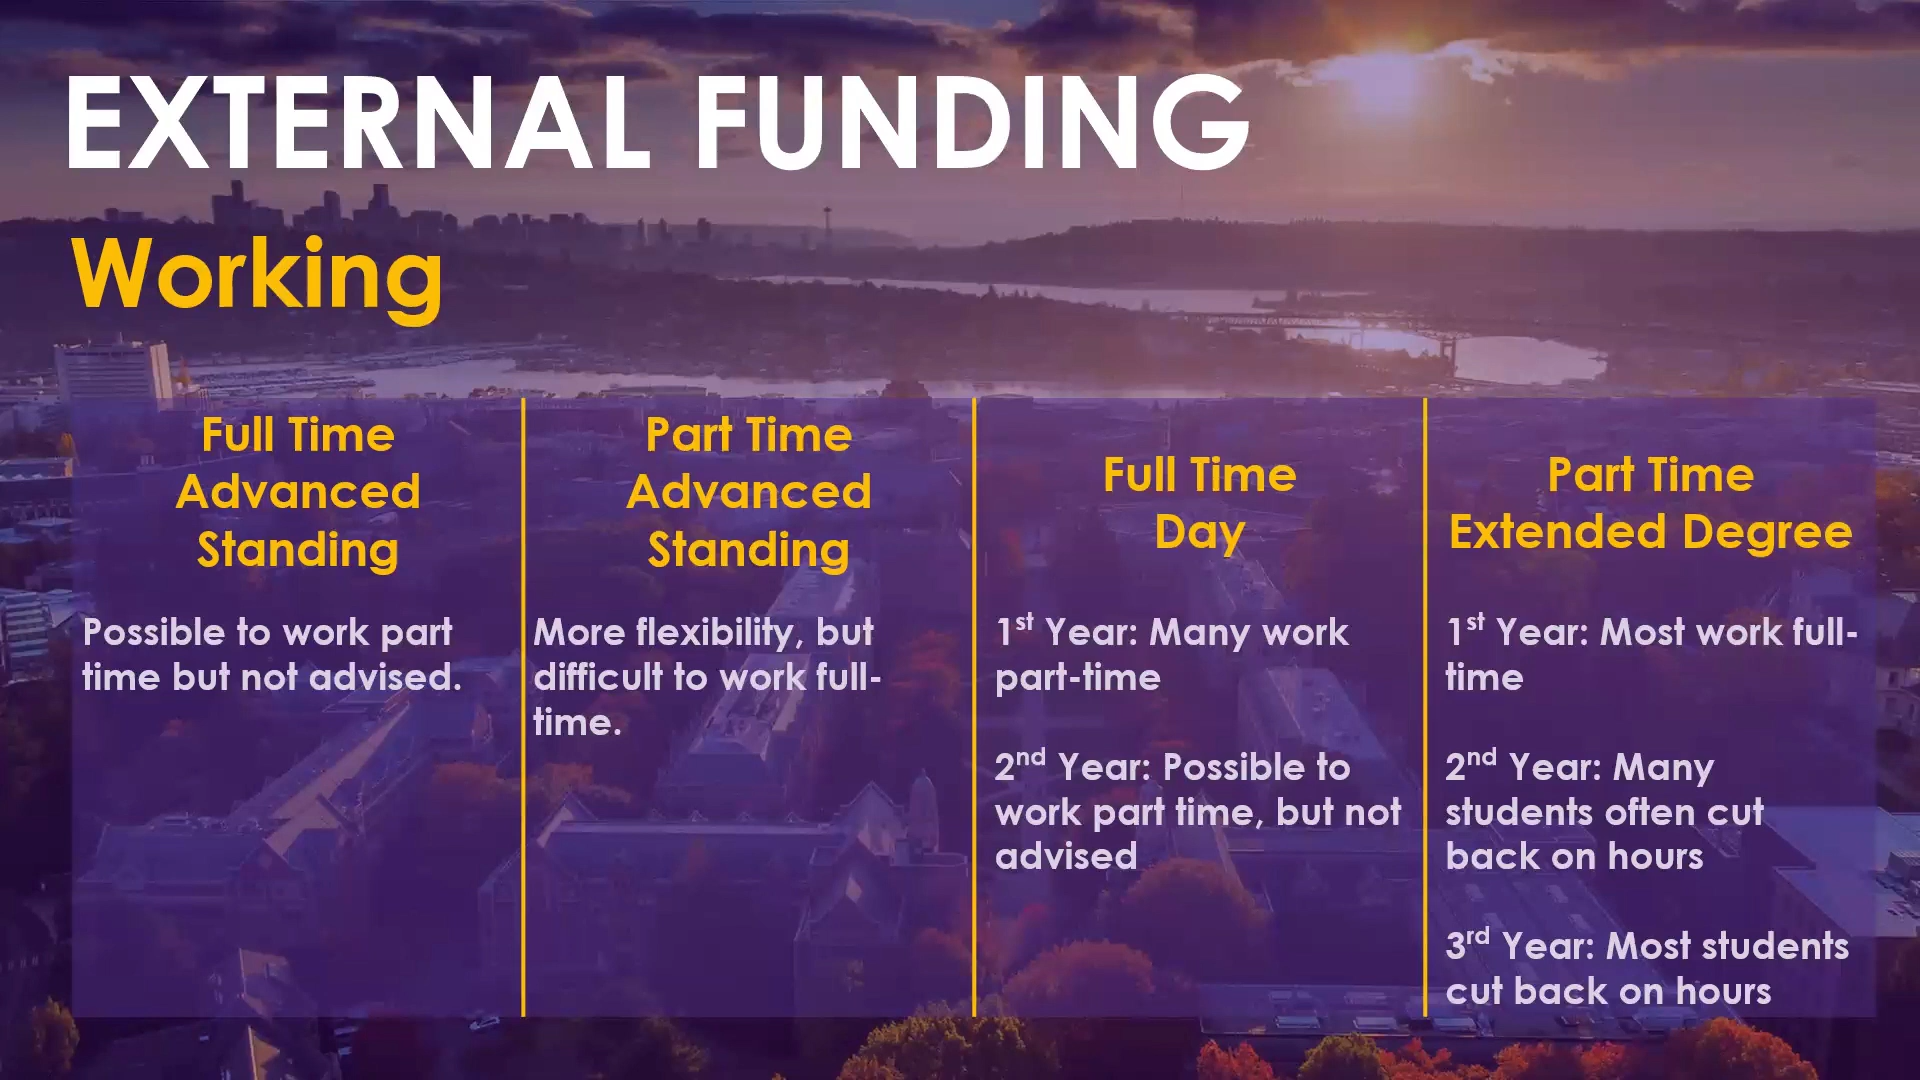 EXTERNAL FUNDING
Working
Full Time
Advanced
Standing
Possible to work part
time but not advised.
Part Time
Advanced
Standing
More flexibility, but
difficult to work full-
time.
Full Time
Day
1st Year: Many work
part-time
2nd Year: Possible to
work part time, but not
advised
Part Time
Extended Degree
1st Year: Most work full-
time
2nd Year: Many
students often cut
back on hours
3rd Year: Most students
cut back on hours